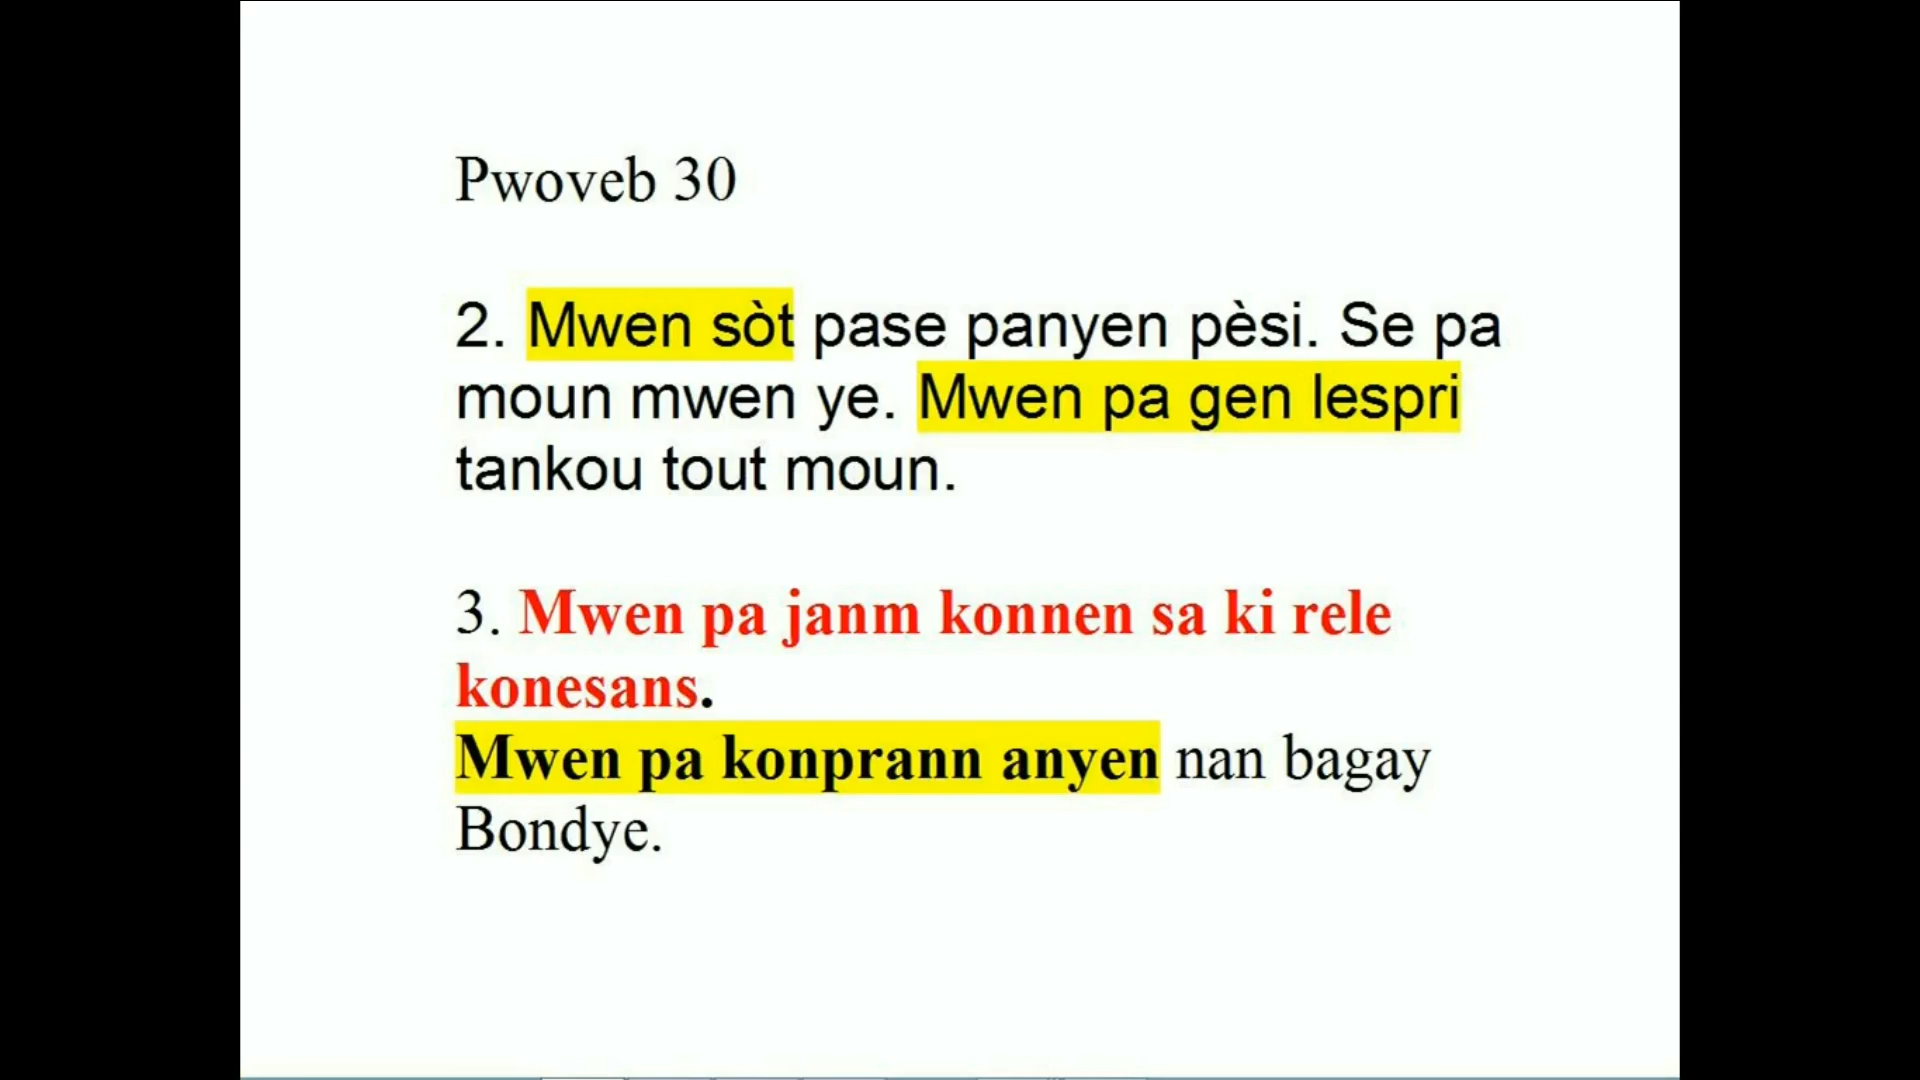 Pwoveb 30
2. Mwen sòt pase panyen pèsi. Se pa
moun mwen ye. Mwen pa gen lespri
tankou tout moun.
3. Mwen pa janm konnen sa ki rele
konesans.
Mwen pa konprann anyen nan bagay
Bondye.